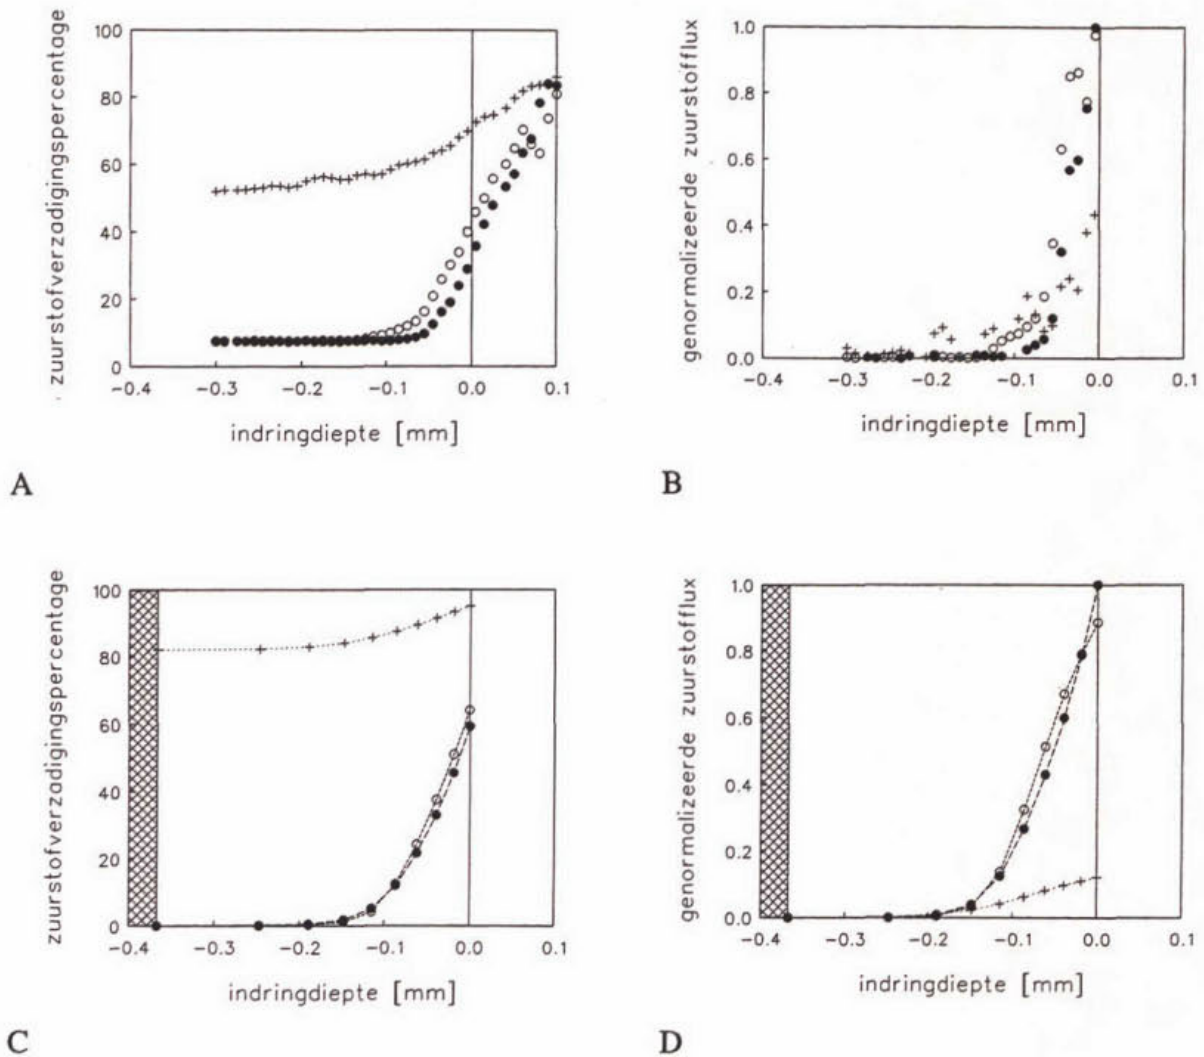 zuurstofverzadigingspercentage
100
80
60
40
20
0
-0.4 -0.3 -0.2 -0.1 0.0 0.1
indringdiepte [mm]
A
genormalizeerde zuurstofflux
1.0
0.8
0.6
0.4
0.2
0.0
-0.4 -0.3 -0.2 -0.1 0.0 0.1
indringdiepte [mm]
B
zuurstofverzadigingspercentage
100
80
60
40
20
0
-0.4 -0.3 -0.2 -0.1 0.0 0.1
indringdiepte [mm]
C
genormalizeerde zuurstofflux
1.0
0.8
0.6
0.4
0.2
0.0
-0.4 -0.3 -0.2 -0.1 0.0 0.1
indringdiepte [mm]
D